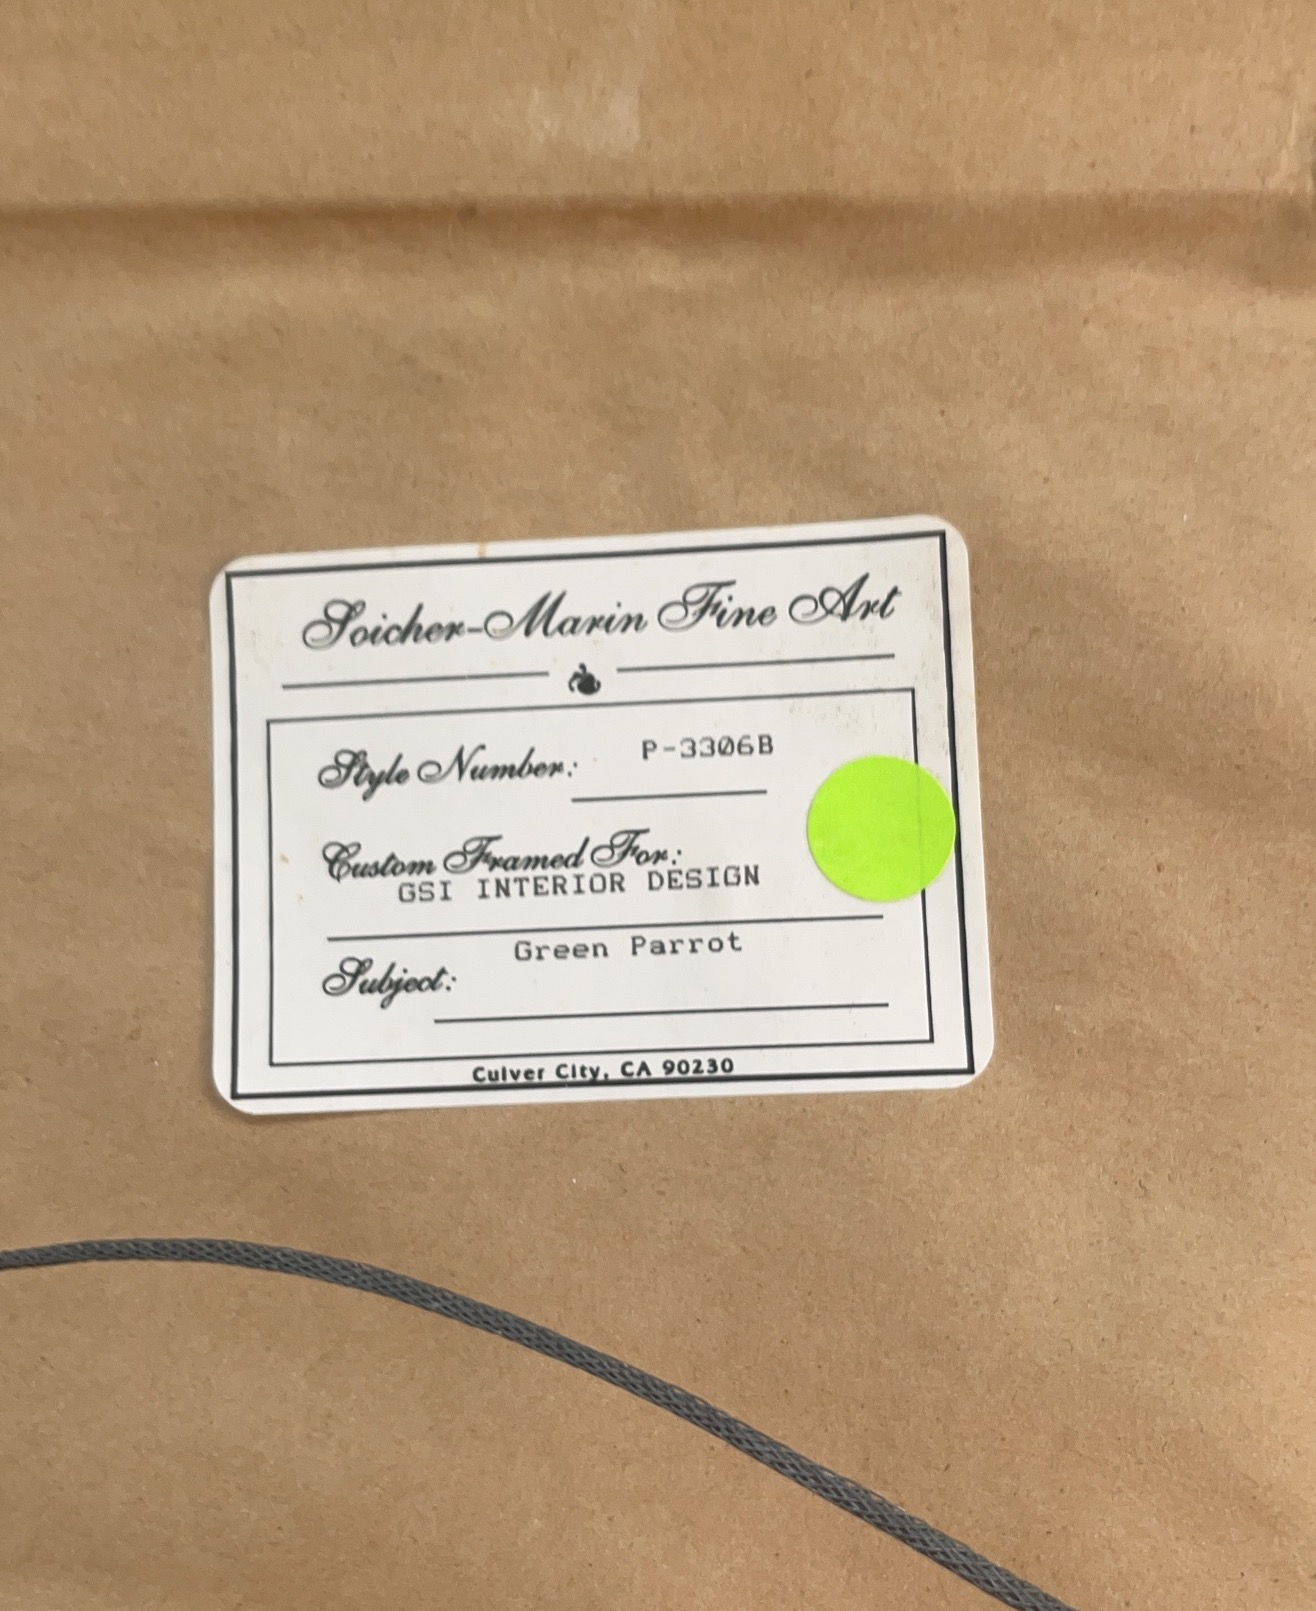 Soicher-Marin Fine Art
Style Number: P-3306B
Custom Framed For:
GSI INTERIOR DESIGN
Green Parrot
Subject:
Culver City, CA 90230